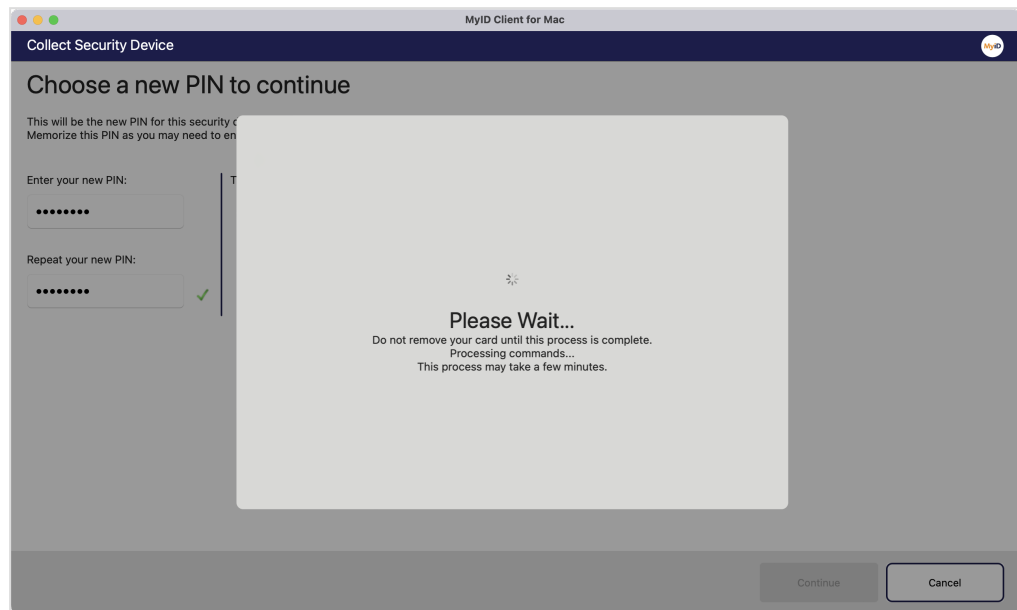 MyID Client for Mac
Collect Security Device
MyID
Choose a new PIN to continue
This will be the new PIN for this security
Memorize this PIN as you may need to en
Enter your new PIN:
T
Repeat your new PIN:
Please Wait...
Do not remove your card until this process is complete.
Processing commands...
This process may take a few minutes.
Continue
Cancel